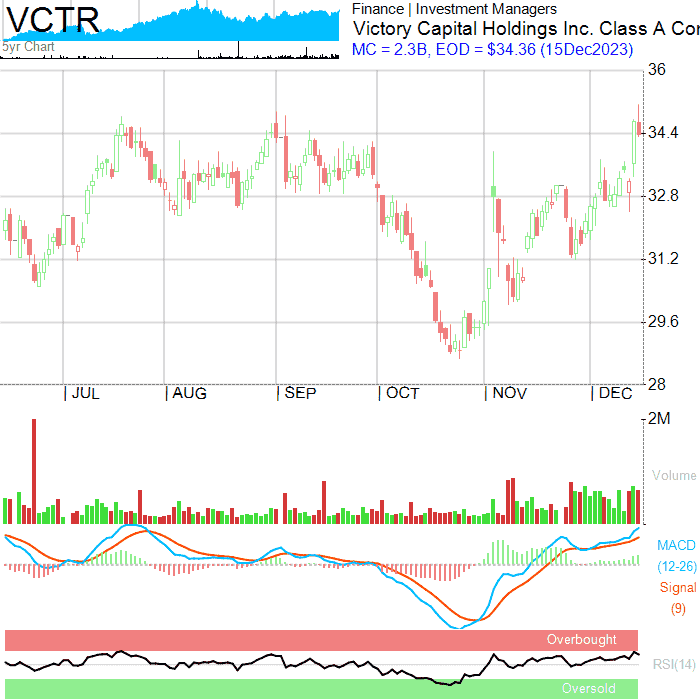 VCTR
5yr Chart
Finance | Investment Managers
Victory Capital Holdings Inc. Class A Cor
MC = 2.3B, EOD = $34.36 (15Dec2023)
36
34.4
32.8
31.2
29.6
28
| JUL | AUG | SEP | OCT | NOV | DEC
2M
Volume
MACD
(12-26)
Signal
(9)
Overbought
RSI(14)
Oversold